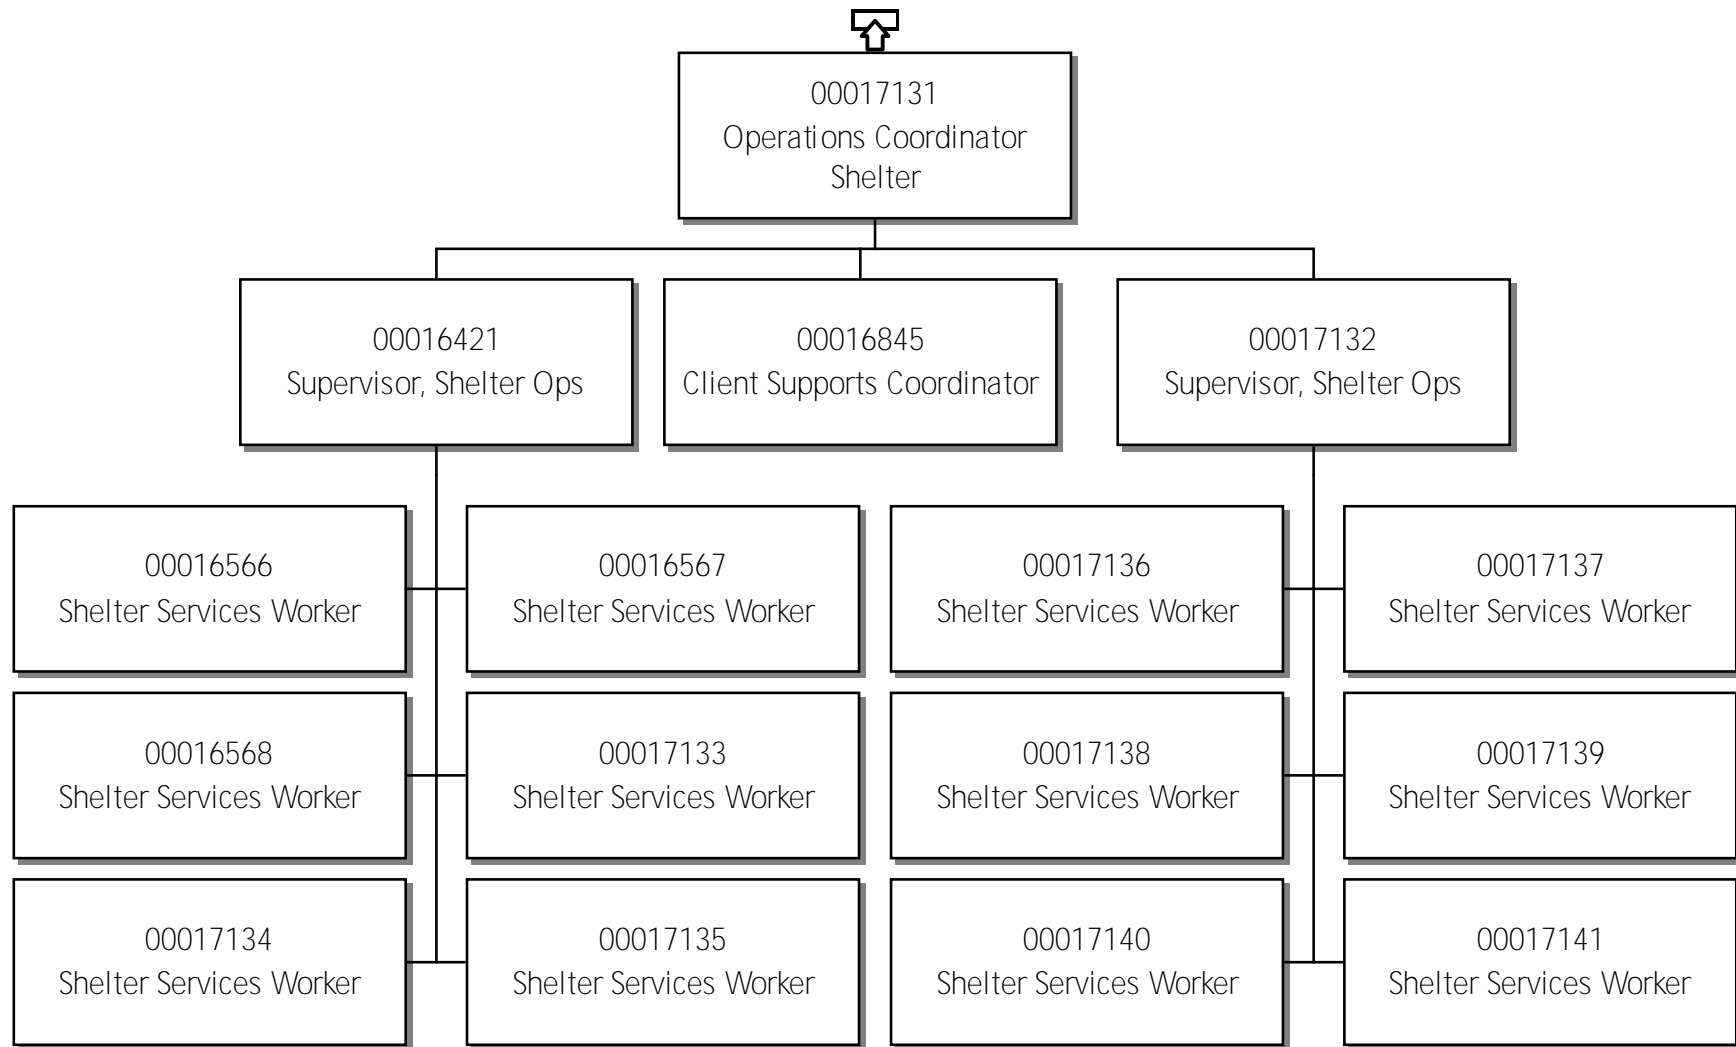 00017131
Operations Coordinator
Shelter
00016421
Supervisor, Shelter Ops
00016845
Client Supports Coordinator
00017132
Supervisor, Shelter Ops
00016566
Shelter Services Worker
00016567
Shelter Services Worker
00017136
Shelter Services Worker
00017137
Shelter Services Worker
00016568
Shelter Services Worker
00017133
Shelter Services Worker
00017138
Shelter Services Worker
00017139
Shelter Services Worker
00017134
Shelter Services Worker
00017135
Shelter Services Worker
00017140
Shelter Services Worker
00017141
Shelter Services Worker